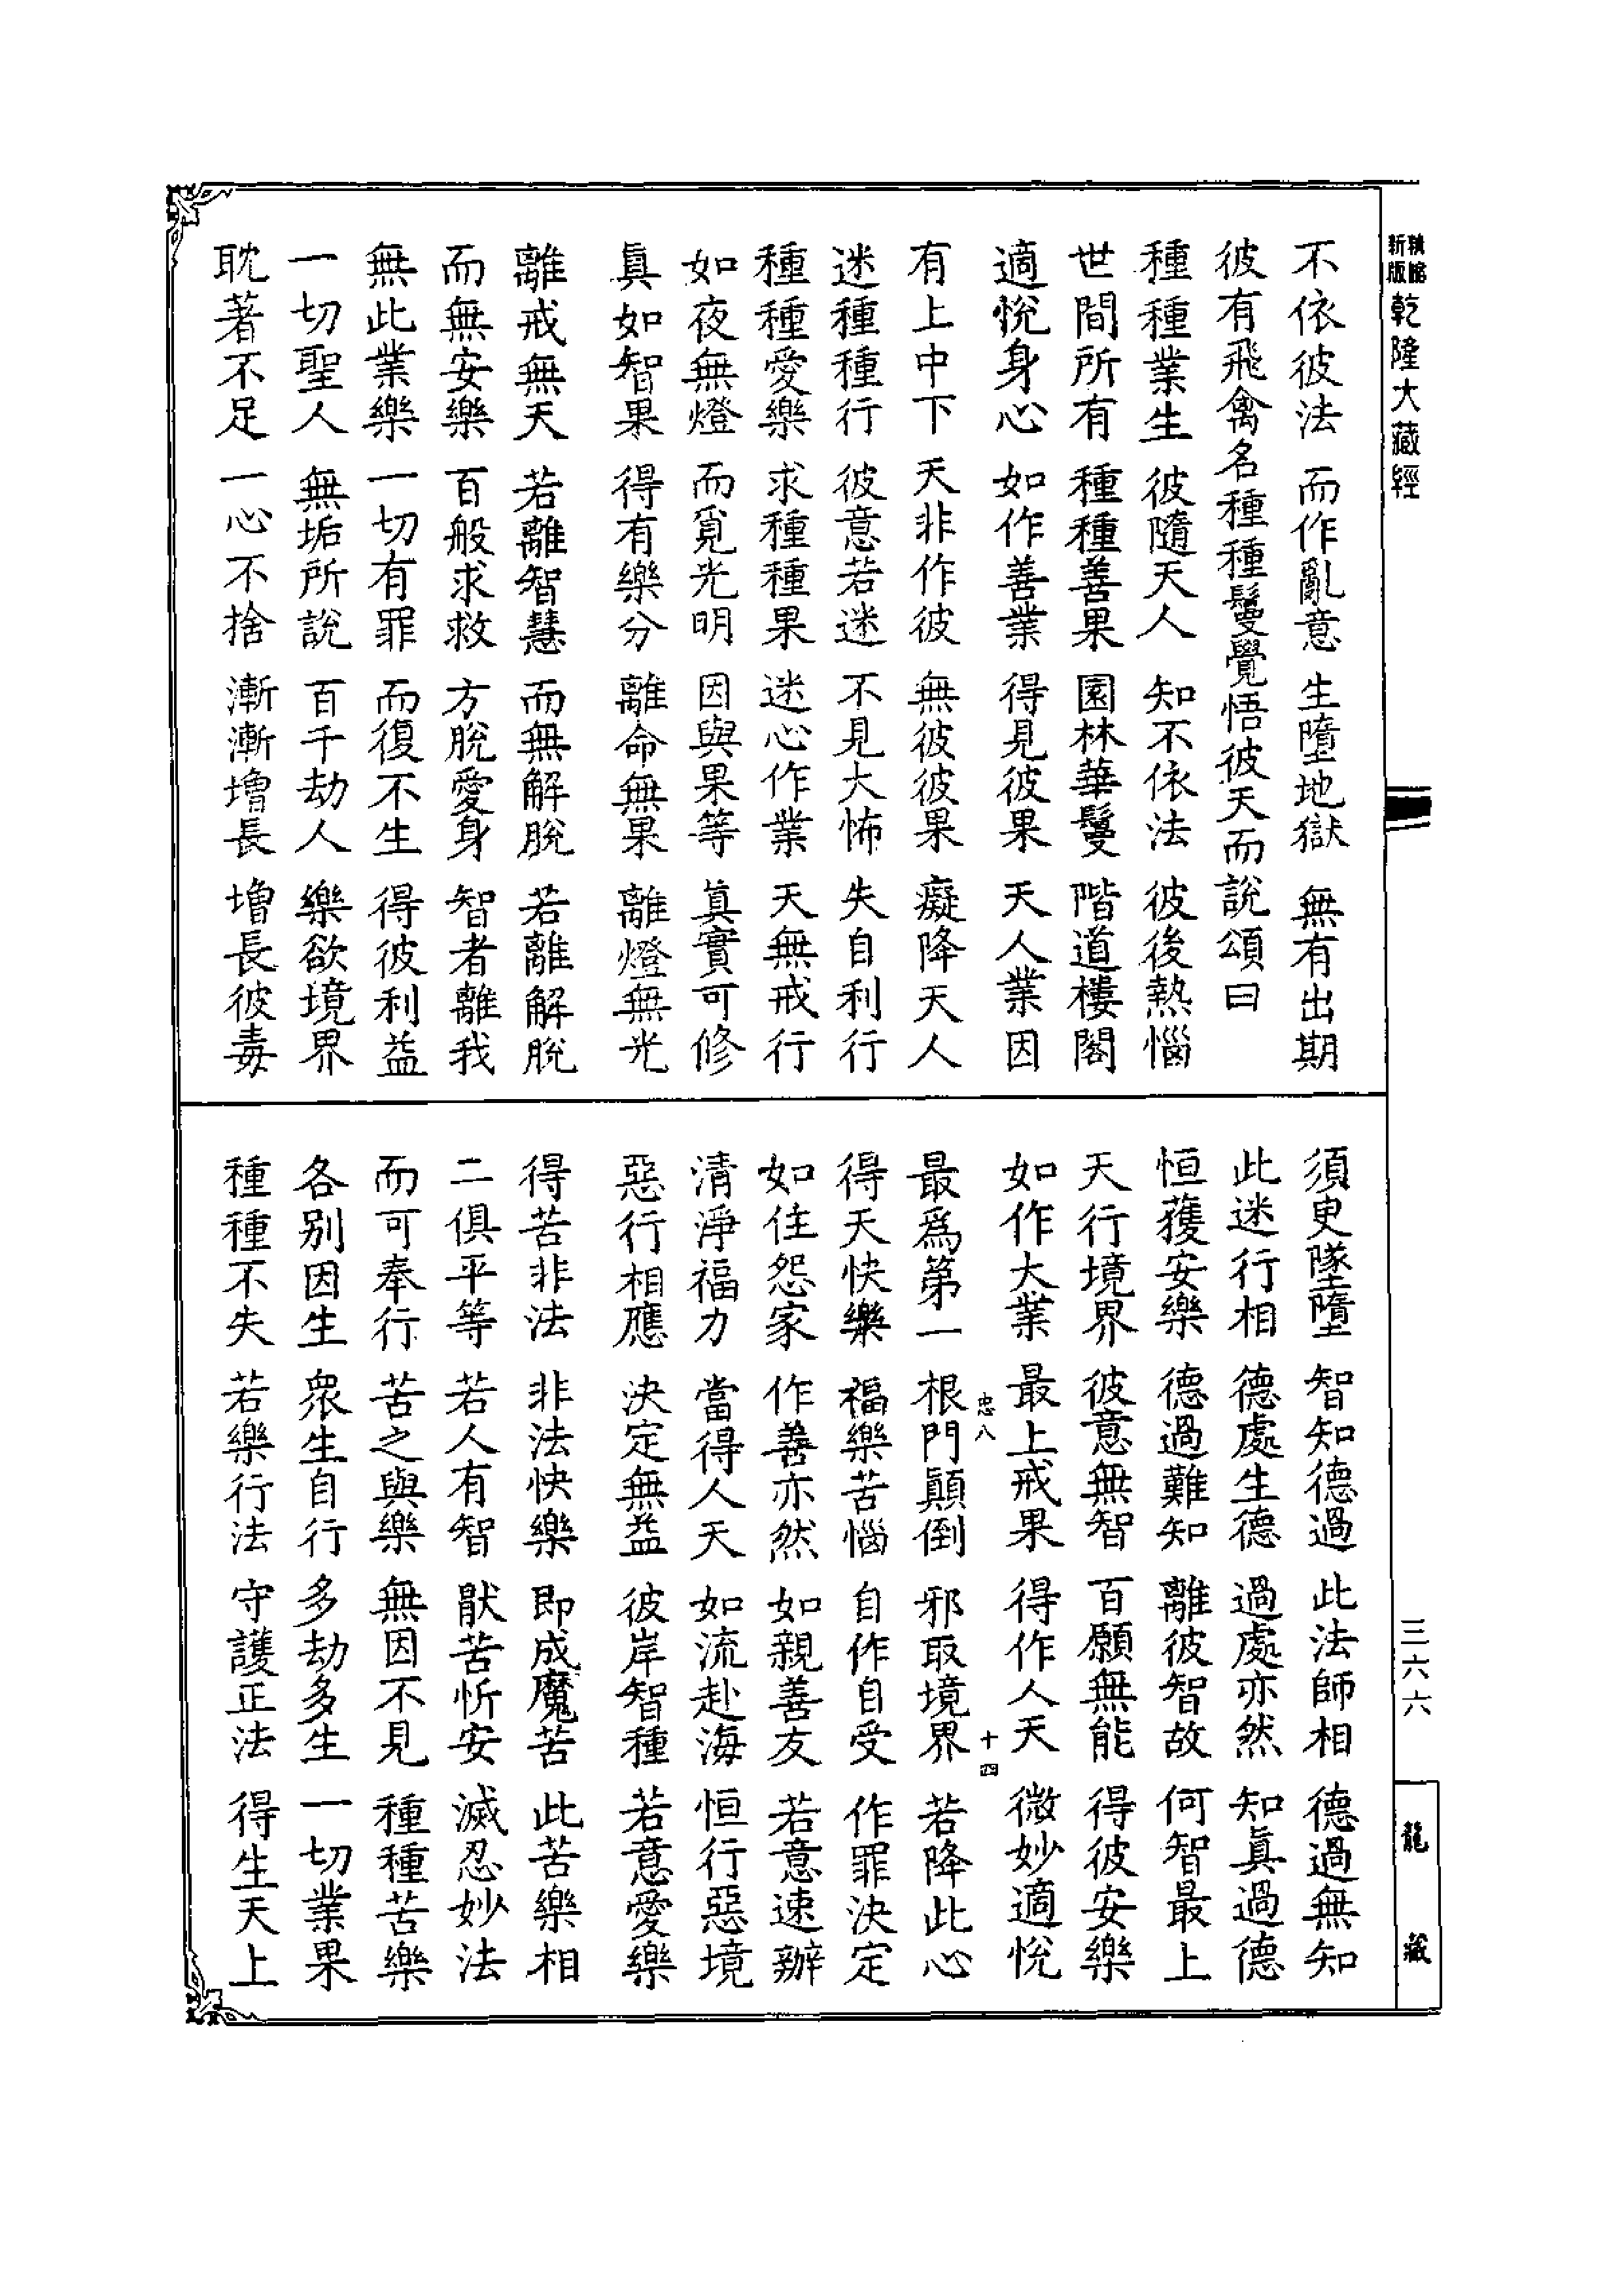 新版 乾隆大藏經
三六六
龍藏
不依彼法 而作亂意 生墮地獄 無有出期
彼有飛禽名種種鬘覺悟彼天而說頌曰
種種業生 彼隨天人 知不依法 彼後熱惱
世間所有 種種善果 園林華鬘 階道樓閣
適悅身心 如作善業 得見彼果 天人業因
有上中下 天非作彼 無彼彼果 癡降天人
迷種種行 彼意若迷 不見大怖 失自利行
種種愛樂 求種種果 迷心作業 天無戒行
如夜無燈 而覓光明 因與果等 真實可修
真如智果 得有樂分 離命無果 離燈無光
離戒無天 若離智慧 而無解脫 若離解脫
而無安樂 百般求救 方脫愛身 智者離我
無此業樂 一切有罪 而復不生 得彼利益
一切聖人 無垢所說 百千劫人 樂欲境界
耽著不足 一心不捨 漸漸增長 增長彼毒
須更墜墮 智知德過 此法師相 德過無知
此迷行相 德處生德 過處亦然 知真過德
恒獲安樂 德過難知 離彼智故 何智最上
天行境界 彼意無智 百願無能 得彼安樂
如作大業 最上戒果 得作人天 微妙適悅
忠八 十四
最為第一 根門顛倒 邪取境界 若降此心
得天快樂 福樂苦惱 自作自受 作罪決定
如住怨家 作善亦然 如親善友 若意速辦
清淨福力 當得人天 如流赴海 恒行惡境
惡行相應 決定無益 彼岸智種 若意愛樂
得苦非法 非法快樂 即成魔苦 此苦樂相
二俱平等 若人有智 猒苦忻安 滅忍妙法
而可奉行 苦之與樂 無因不見 種種苦樂
各別因生 眾生自行 多劫多生 一切業果
種種不失 若樂行法 守護正法 得生天上